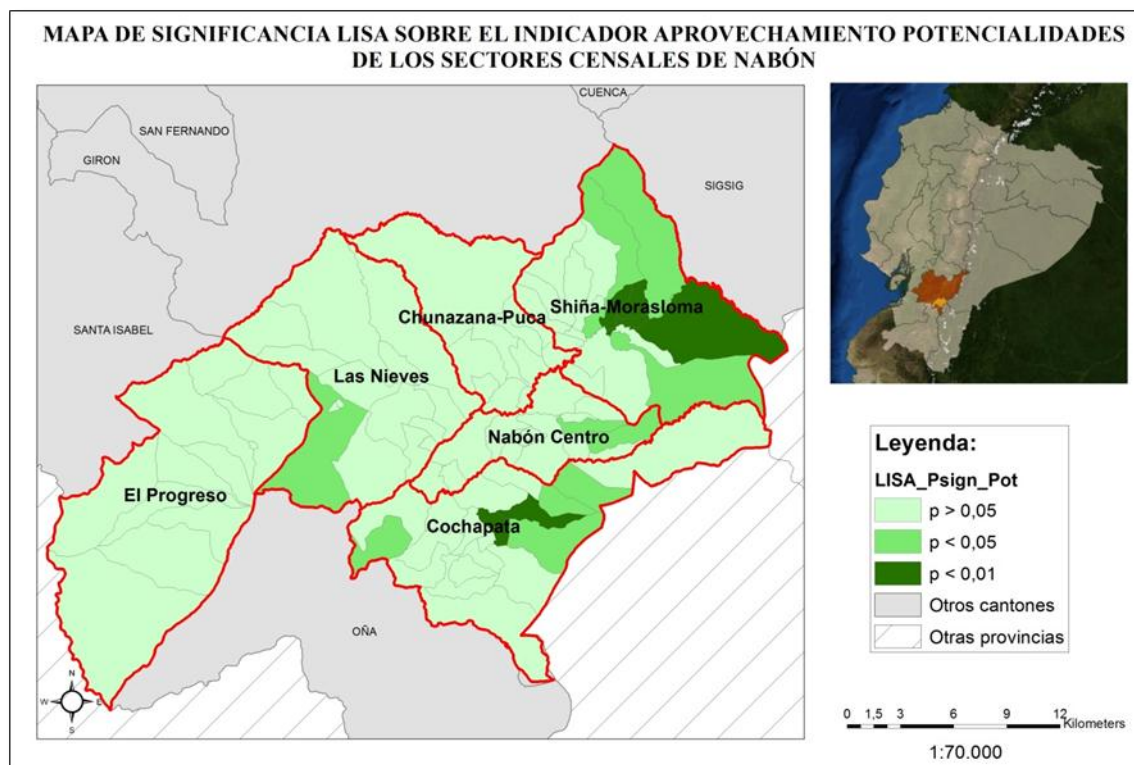 MAPA DE SIGNIFICANCIA LISA SOBRE EL INDICADOR APROVECHAMIENTO POTENCIALIDADES
DE LOS SECTORES CENSALES DE NABÓN
CUENCA
SAN FERNANDO
GIRON
SIGSIG
SANTA ISABEL
Chunazana-Puca
Shiña-Morasloma
Las Nieves
Nabón Centro
El Progreso
Cochapata
OÑA
N
W
E
S
Leyenda:
LISA_Psign_Pot
p > 0,05
p < 0,05
p < 0,01
Otros cantones
Otras provincias
0 1,5 3 6 9 12
Kilometers
1:70.000